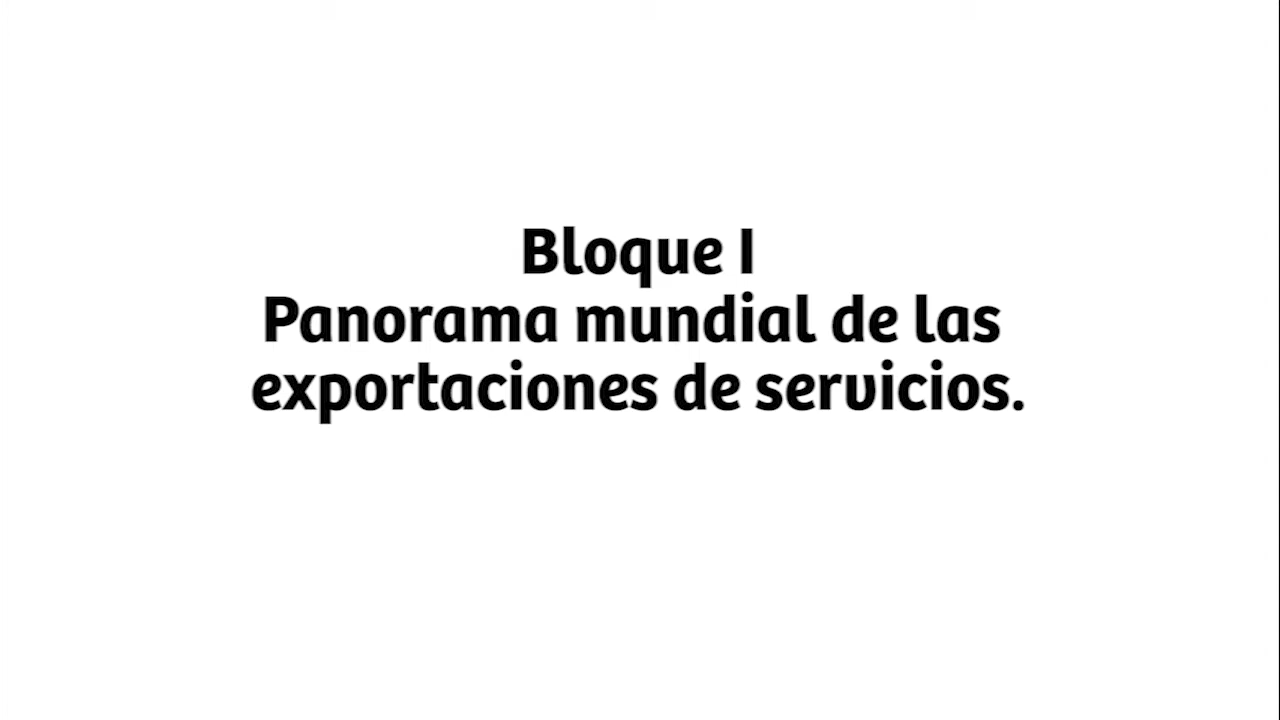 Bloque I
Panorama mundial de las
exportaciones de servicios.